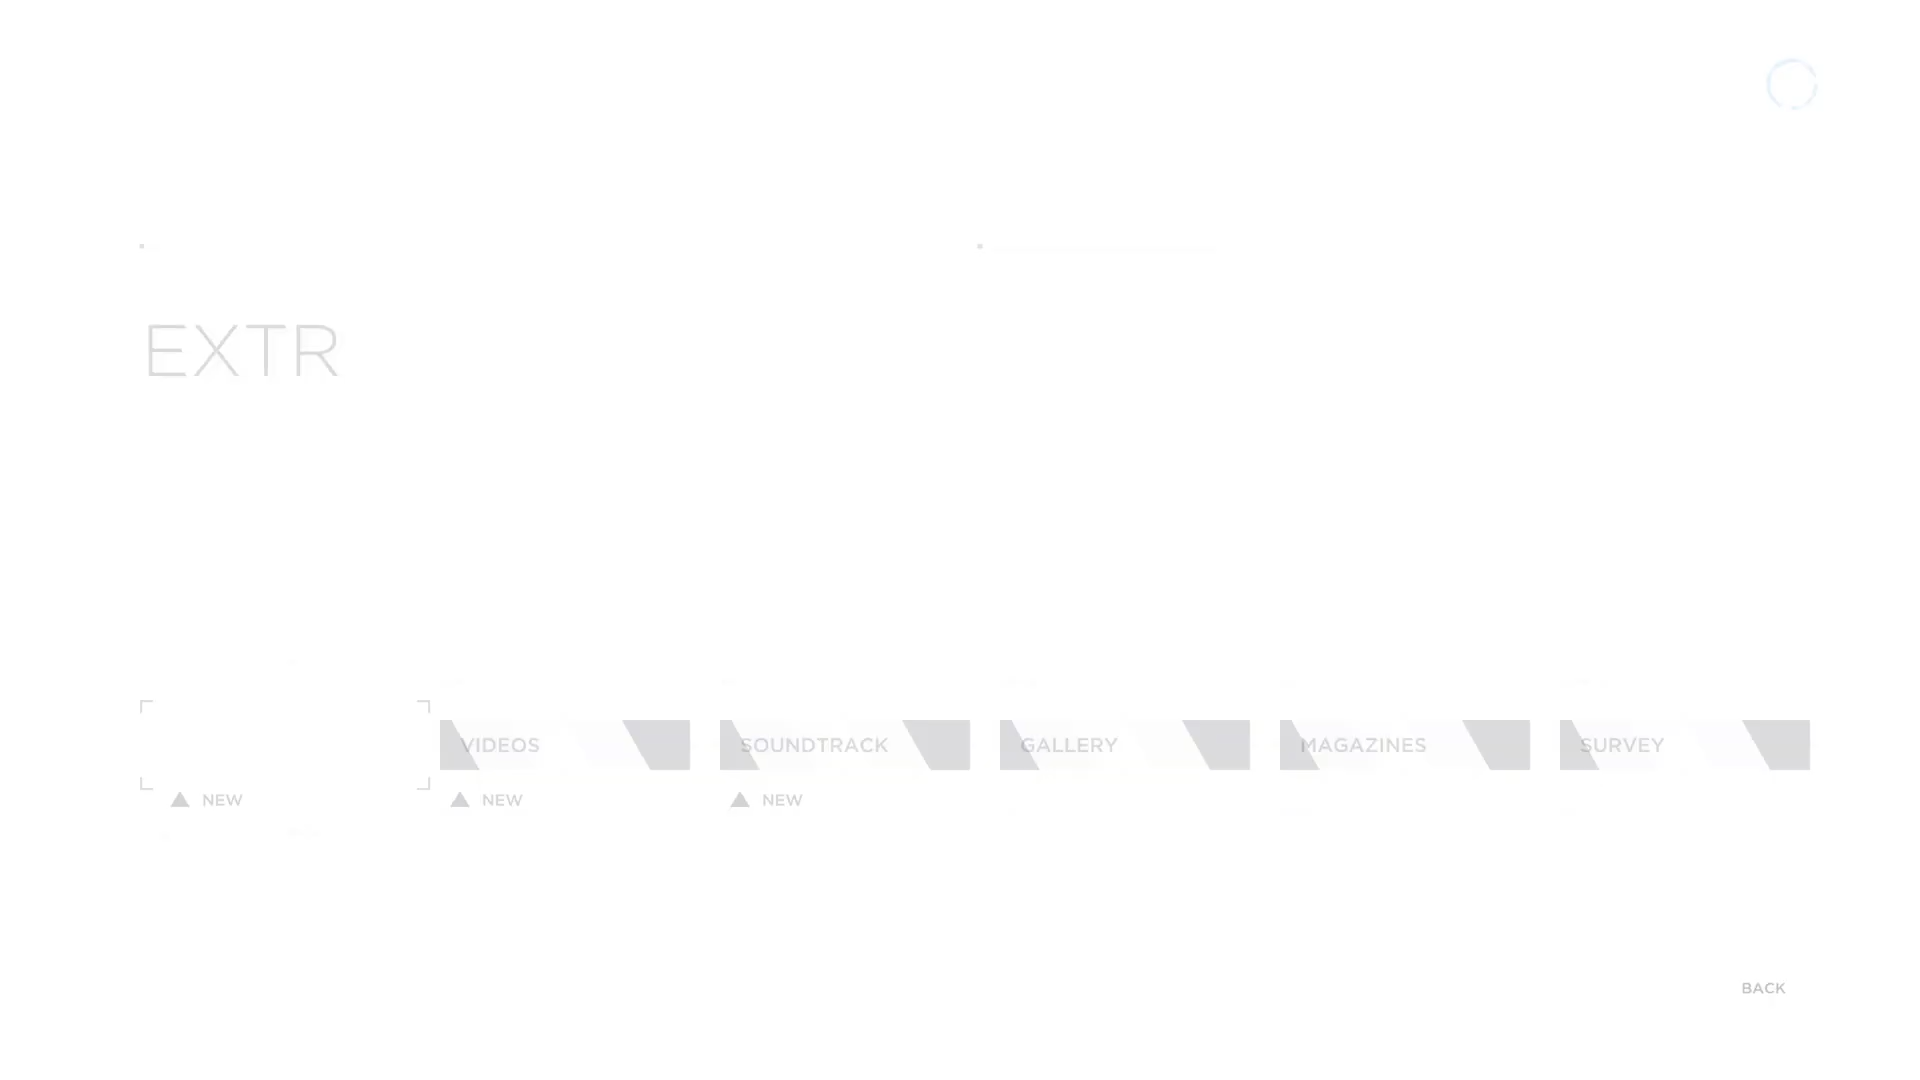 EXTR
VIDEOS
SOUNDTRACK
GALLERY
MAGAZINES
SURVEY
NEW
NEW
NEW
BACK